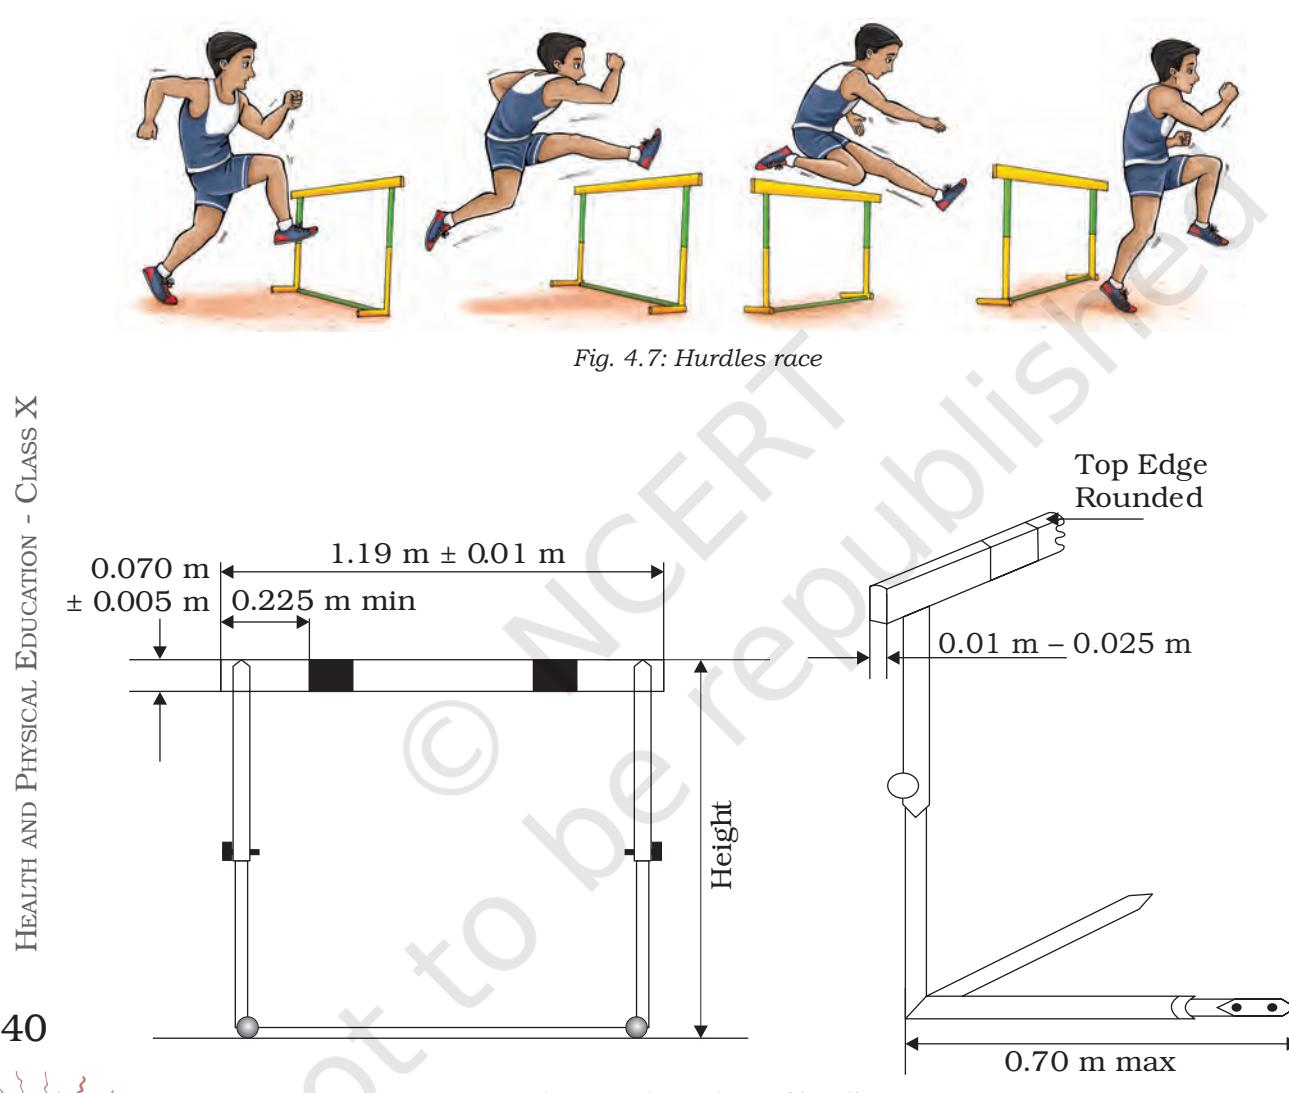 Fig. 4.7: Hurdles race
HEALTH AND PHYSICAL EDUCATION - CLASS X
Top Edge
Rounded
1.19 m ± 0.01 m
0.070 m
± 0.005 m
0.225 m min
0.01 m – 0.025 m
Height
40
0.70 m max
© NCERT
not to be republished